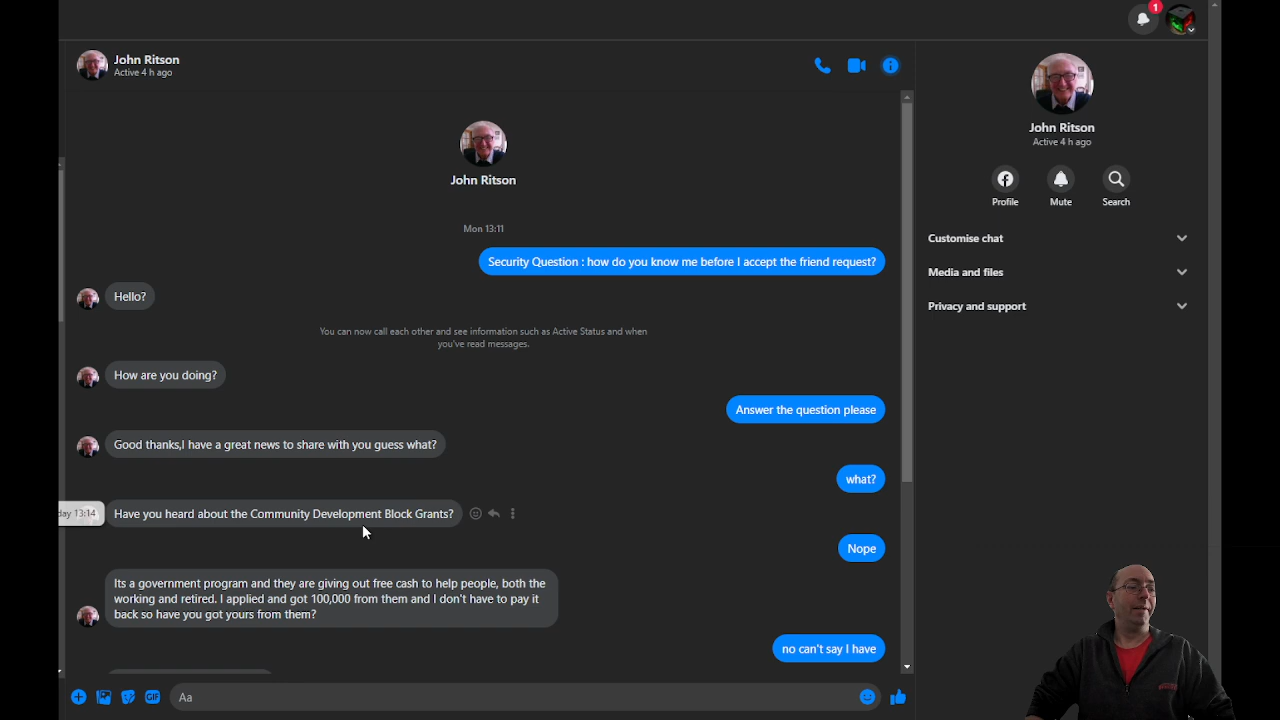 1
John Ritson
Active 4 h ago
John Ritson
Mon 13:11
Security Question : how do you know me before I accept the friend request?
Hello?
You can now call each other and see information such as Active Status and when
you've read messages.
How are you doing?
Answer the question please
Good thanks,I have a great news to share with you guess what?
what?
day 13:14
Have you heard about the Community Development Block Grants?
Nope
Its a government program and they are giving out free cash to help people, both the
working and retired. I applied and got 100,000 from them and I don't have to pay it
back so have you got yours from them?
no can't say I have
GIF
Aa
John Ritson
Active 4 h ago
Profile
Mute
Search
Customise chat
Media and files
Privacy and support